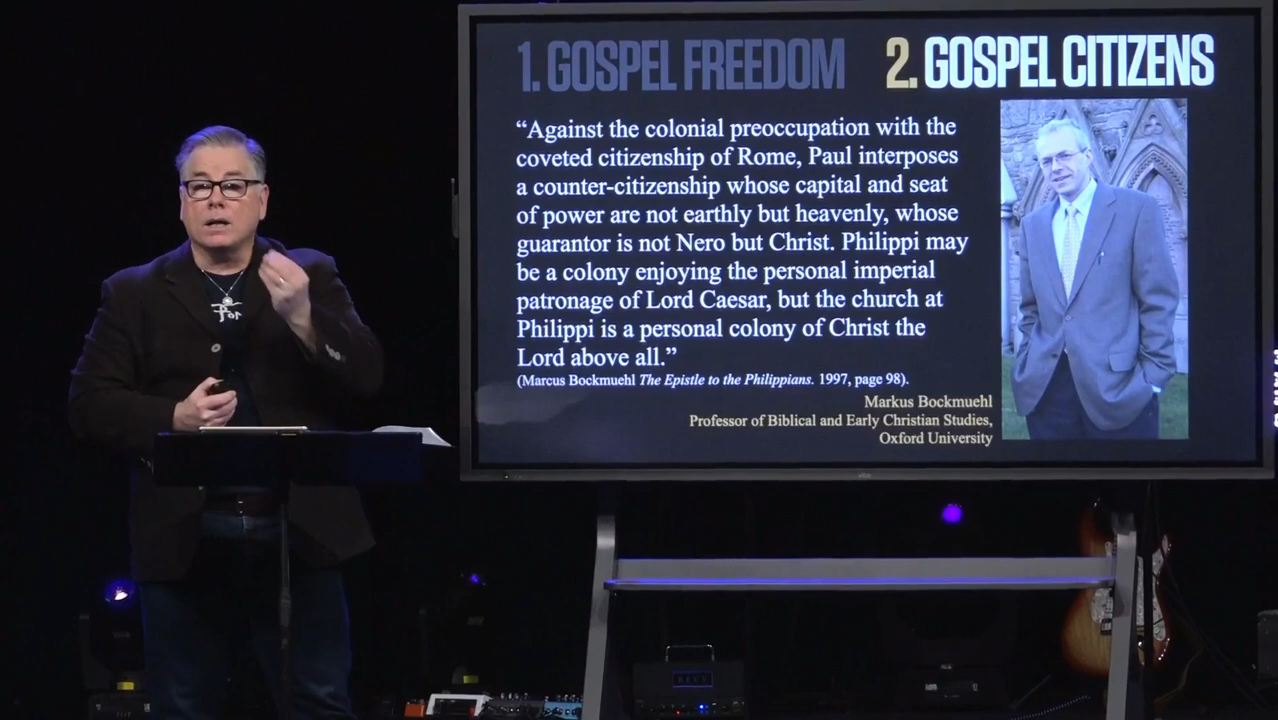 1. GOSPEL FREEDOM 2. GOSPEL CITIZENS
“Against the colonial preoccupation with the
coveted citizenship of Rome, Paul interposes
a counter-citizenship whose capital and seat
of power are not earthly but heavenly, whose
guarantor is not Nero but Christ. Philippi may
be a colony enjoying the personal imperial
patronage of Lord Caesar, but the church at
Philippi is a personal colony of Christ the
Lord above all.”
(Marcus Bockmuehl The Epistle to the Philippians. 1997, page 98).
Markus Bockmuehl
Professor of Biblical and Early Christian Studies,
Oxford University